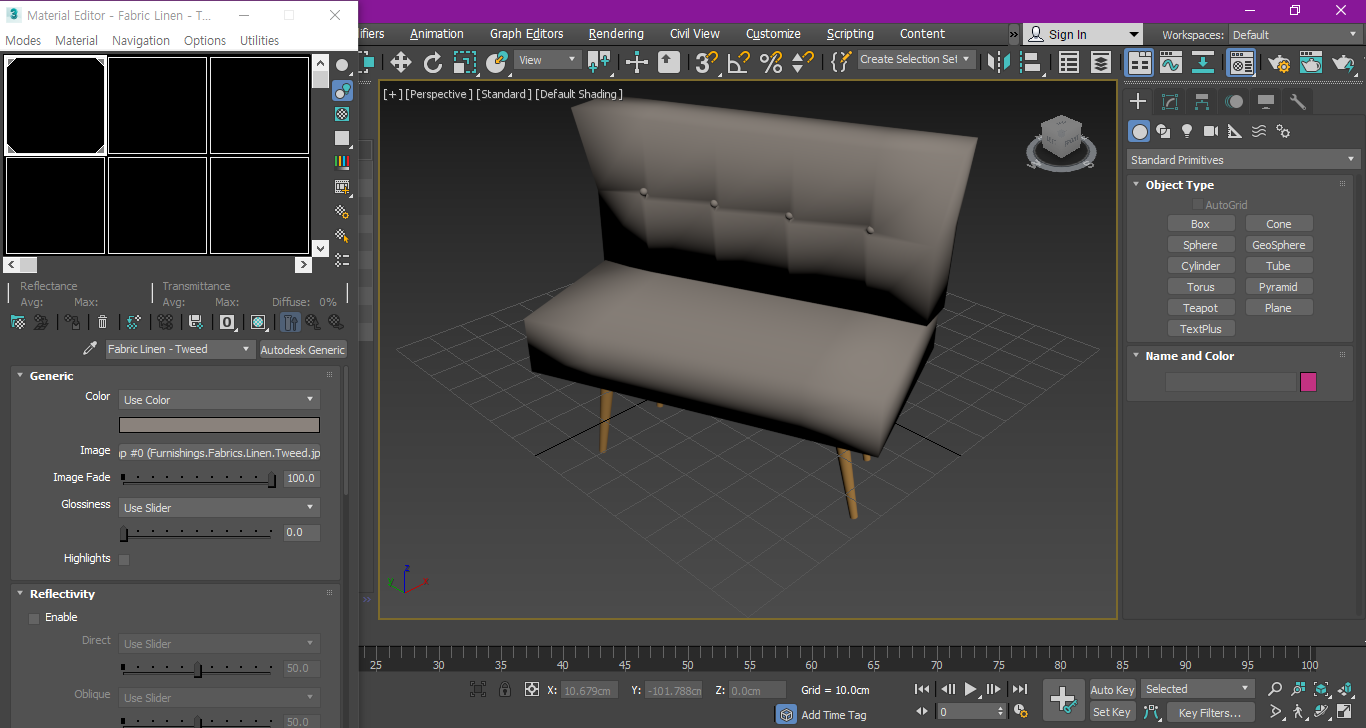 Material Editor - Fabric Linen - T...
Modes Material Navigation Options Utilities
ifiers Animation Graph Editors Rendering Civil View Customize Scripting Content » Sign In Workspaces: Default
View Create Selection Set
[+] [Perspective ] [Standard ] [Default Shading ]
Standard Primitives
Object Type
AutoGrid
Box Cone
Sphere GeoSphere
Cylinder Tube
Torus Pyramid
Teapot Plane
TextPlus
Name and Color
Reflectance Transmittance
Avg: Max: Avg: Max: Diffuse: 0%
Fabric Linen - Tweed Autodesk Generic
Generic
Color Use Color
Image ap #0 (Furnishings.Fabrics.Linen.Tweed.jp
Image Fade 100.0
Glossiness Use Slider
0.0
Highlights
Reflectivity
Enable
Direct Use Slider
50.0
Oblique Use Slider
50.0
z
x
y
25 30 35 40 45 50 55 60 65 70 75 80 85 90 95 100
X: 10.679cm Y: -101.788cm Z: 0.0cm Grid = 10.0cm Auto Key Selected
Add Time Tag 0 Set Key Key Filters...